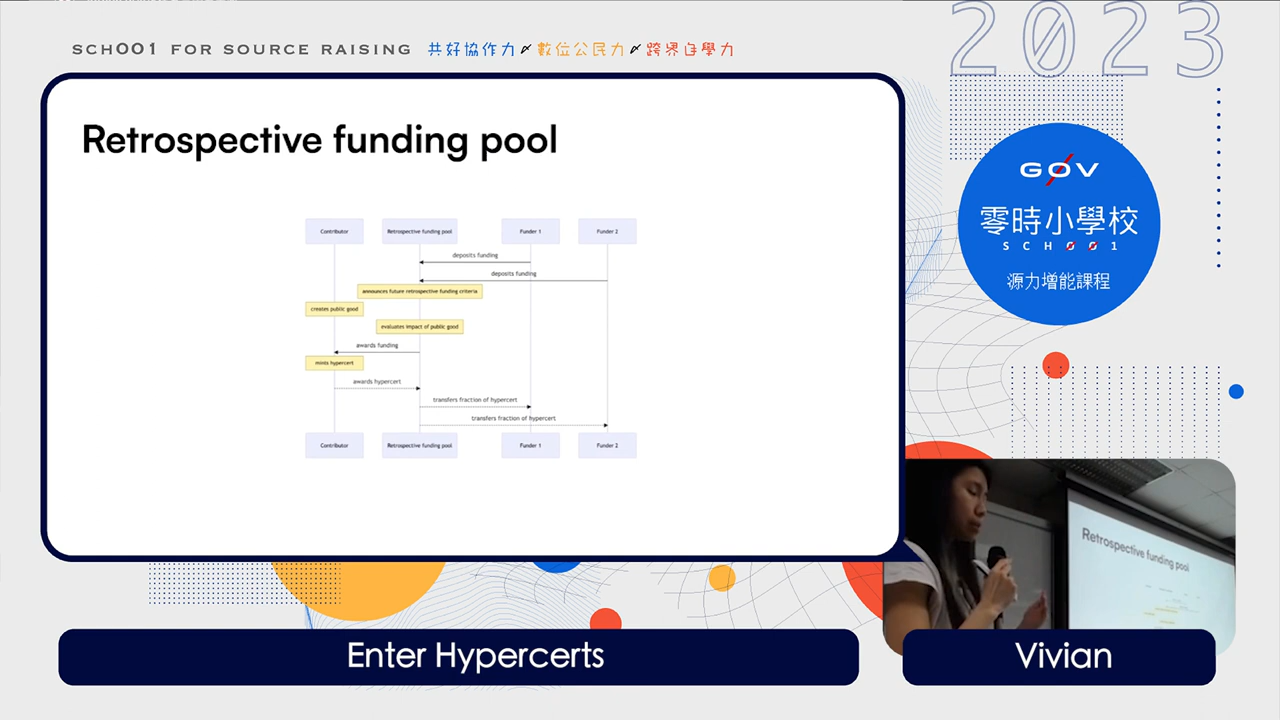 SCH001 FOR SOURCE RAISING 共好協作力 數位公民力 跨界自學力
2023
Retrospective funding pool
Contributor Retrospective funding pool Funder 1 Funder 2
deposits funding
deposits funding
announces future retrospective funding criteria
creates public good
evaluates impact of public good
awards funding
mints hypercert
awards hypercert
transfers fraction of hypercert
transfers fraction of hypercert
Contributor Retrospective funding pool Funder 1 Funder 2
G0V
零時小學校
SCH001
源力增能課程
Retrospective funding pool
Enter Hypercerts
Vivian